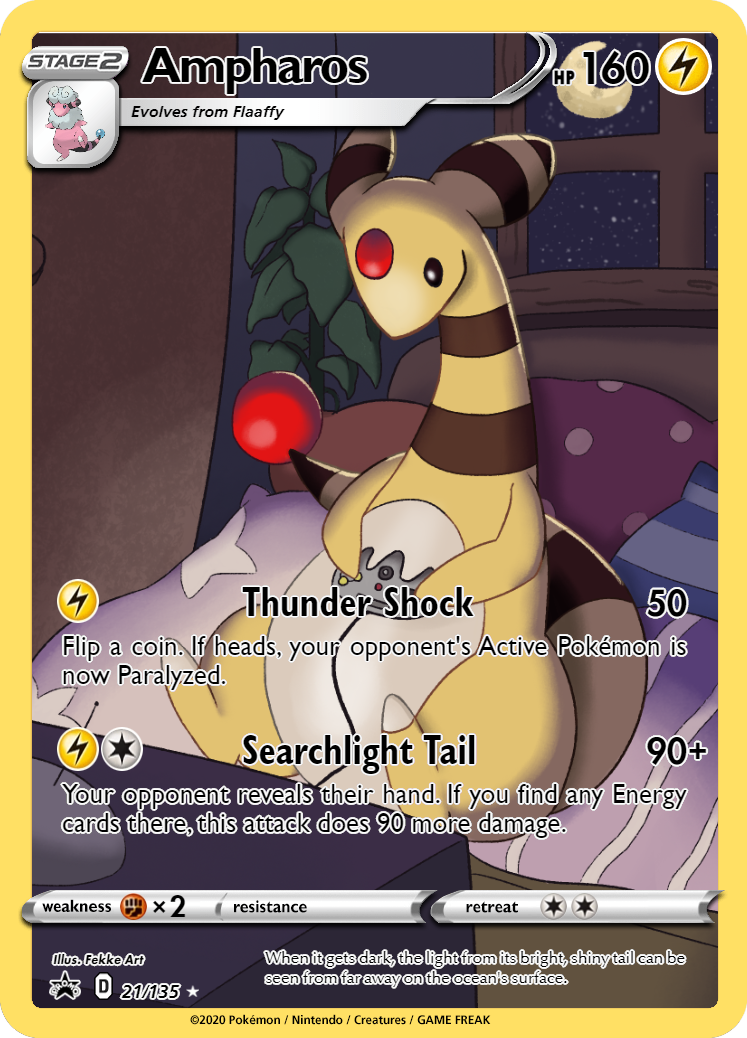 STAGE 2 Ampharos HP 160
Evolves from Flaaffy
Thunder Shock 50
Flip a coin. If heads, your opponent's Active Pokémon is
now Paralyzed.
Searchlight Tail 90+
Your opponent reveals their hand. If you find any Energy
cards there, this attack does 90 more damage.
weakness ×2 resistance retreat
Illus. Fekke Art
When it gets dark, the light from its bright, shiny tail can be
seen from far away on the ocean's surface.
D 21/135
©2020 Pokémon / Nintendo / Creatures / GAME FREAK